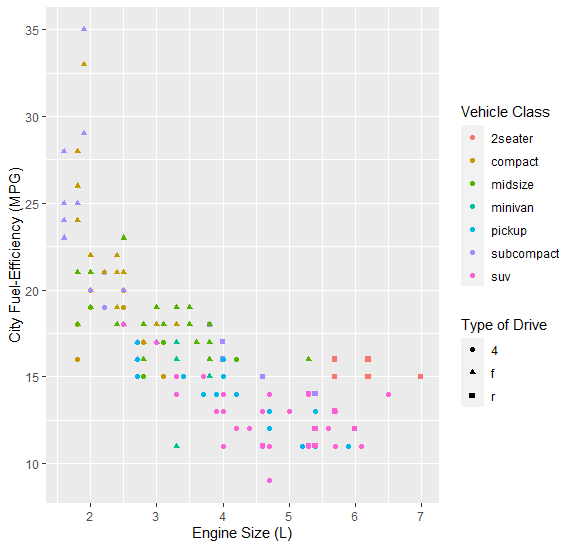 35
30
25
20
15
10
City Fuel-Efficiency (MPG)
2 3 4 5 6 7
Engine Size (L)
Vehicle Class
2seater
compact
midsize
minivan
pickup
subcompact
suv
Type of Drive
4
f
r